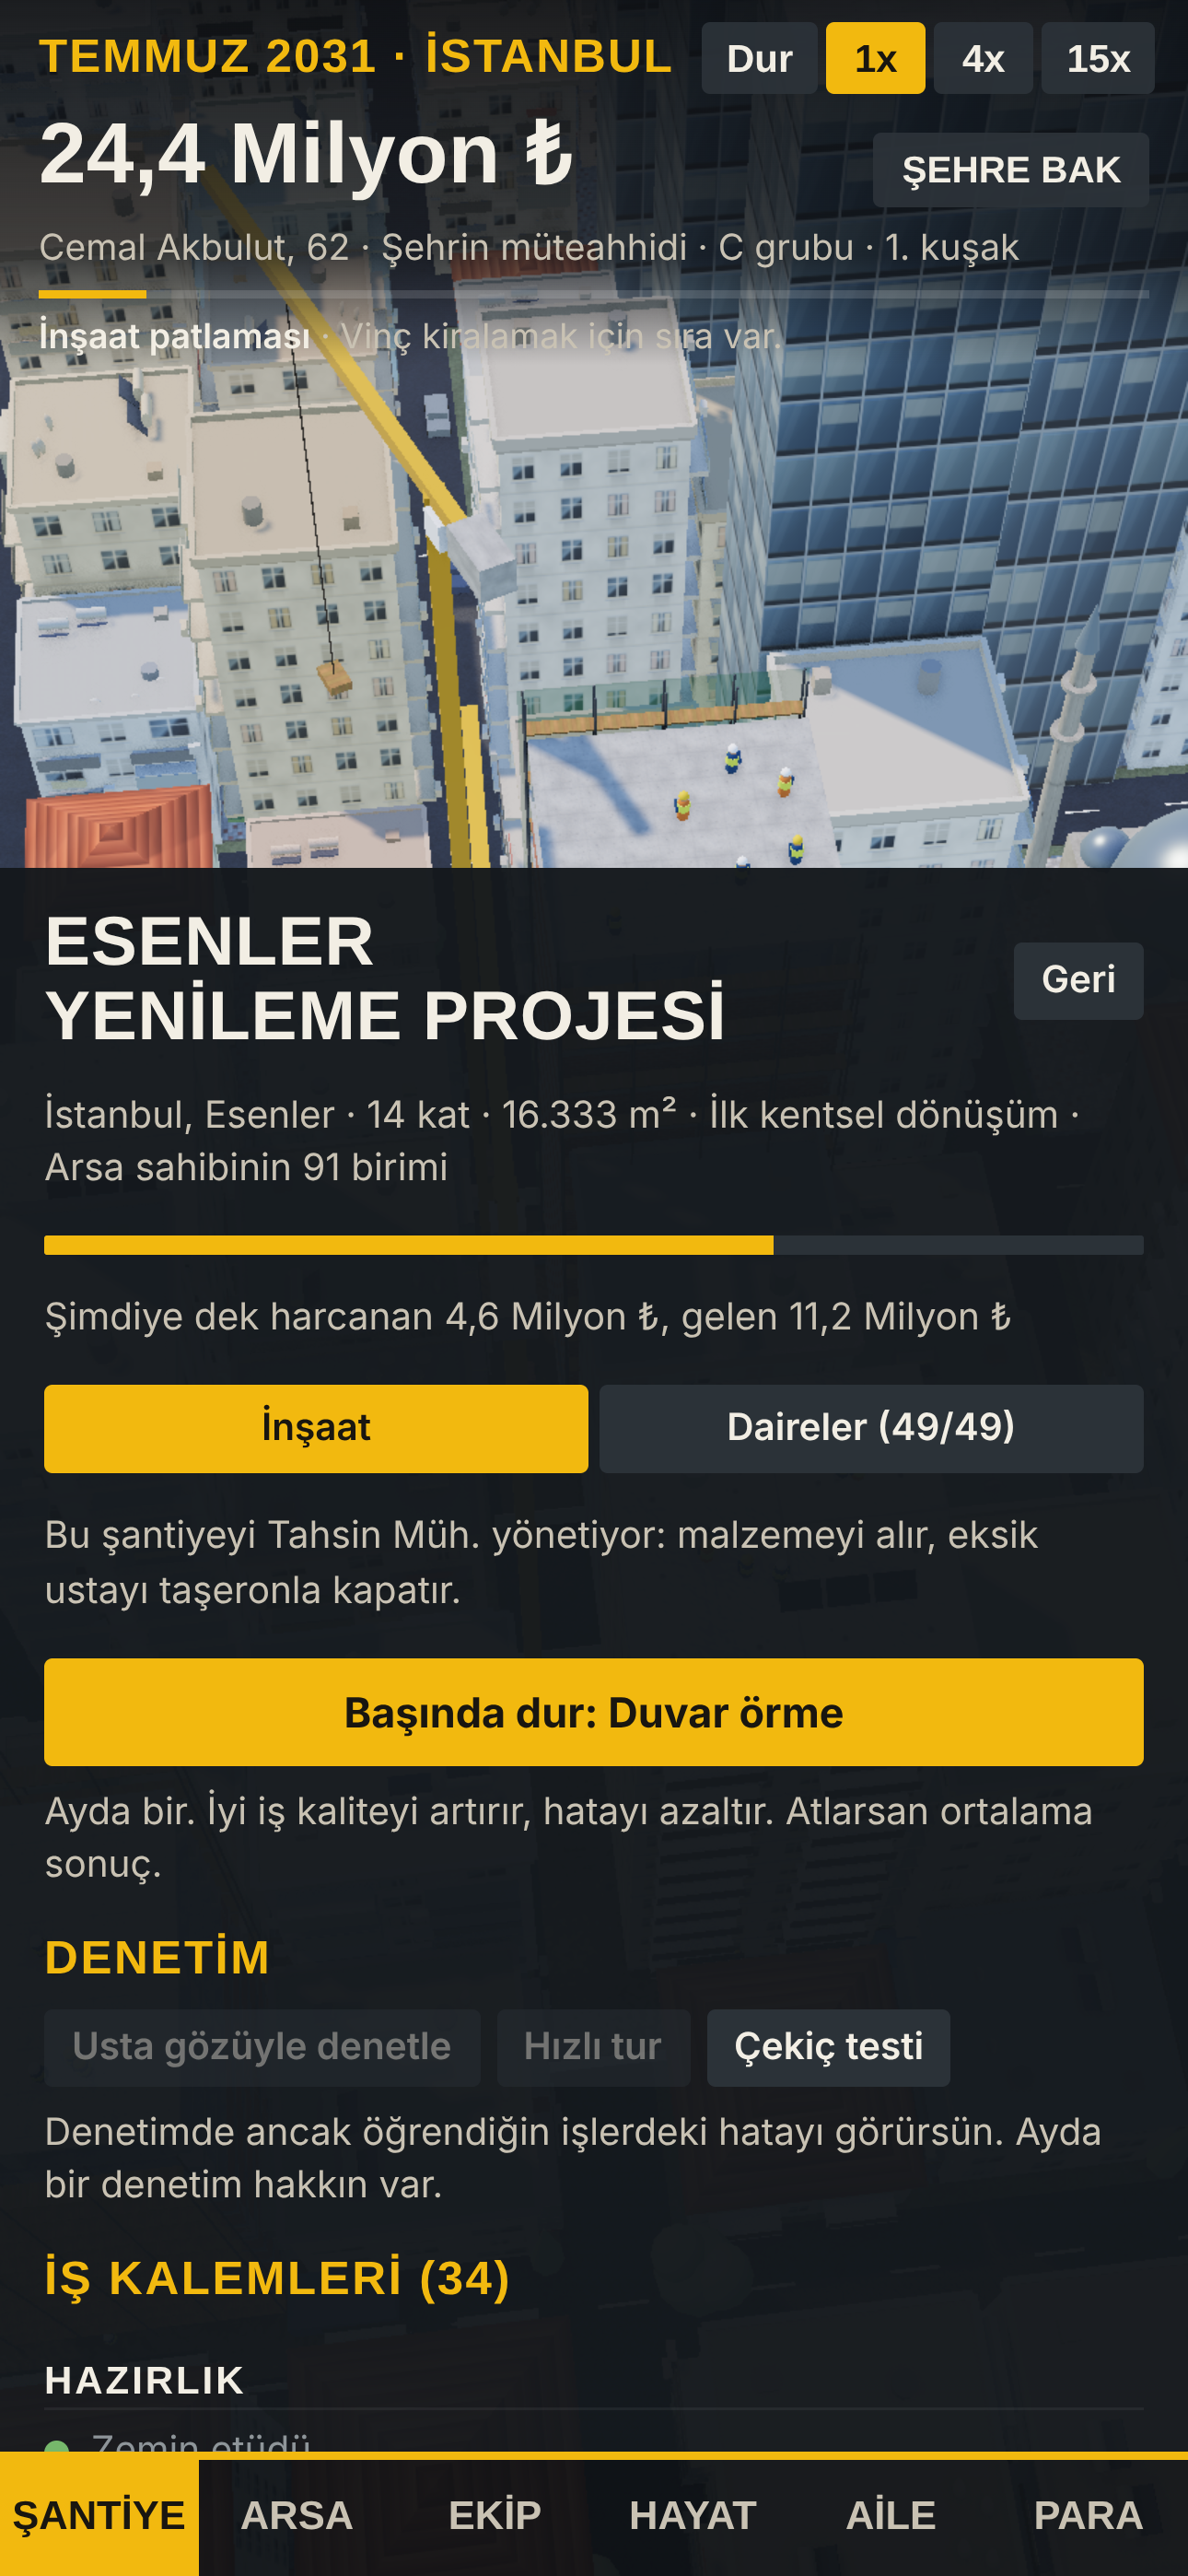 TEMMUZ 2031 · İSTANBUL
Dur
1x
4x
15x
24,4 Milyon ₺
ŞEHRE BAK
Cemal Akbulut, 62 · Şehrin müteahhidi · C grubu · 1. kuşak
İnşaat patlaması · Vinç kiralamak için sıra var.
ESENLER
YENİLEME PROJESİ
Geri
İstanbul, Esenler · 14 kat · 16.333 m² · İlk kentsel dönüşüm ·
Arsa sahibinin 91 birimi
Şimdiye dek harcanan 4,6 Milyon ₺, gelen 11,2 Milyon ₺
İnşaat
Daireler (49/49)
Bu şantiyeyi Tahsin Müh. yönetiyor: malzemeyi alır, eksik
ustayı taşeronla kapatır.
Başında dur: Duvar örme
Ayda bir. İyi iş kaliteyi artırır, hatayı azaltır. Atlarsan ortalama
sonuç.
DENETİM
Usta gözüyle denetle
Hızlı tur
Çekiç testi
Denetimde ancak öğrendiğin işlerdeki hatayı görürsün. Ayda
bir denetim hakkın var.
İŞ KALEMLERİ (34)
HAZIRLIK
Zemin etüdü
ŞANTİYE
ARSA
EKİP
HAYAT
AİLE
PARA